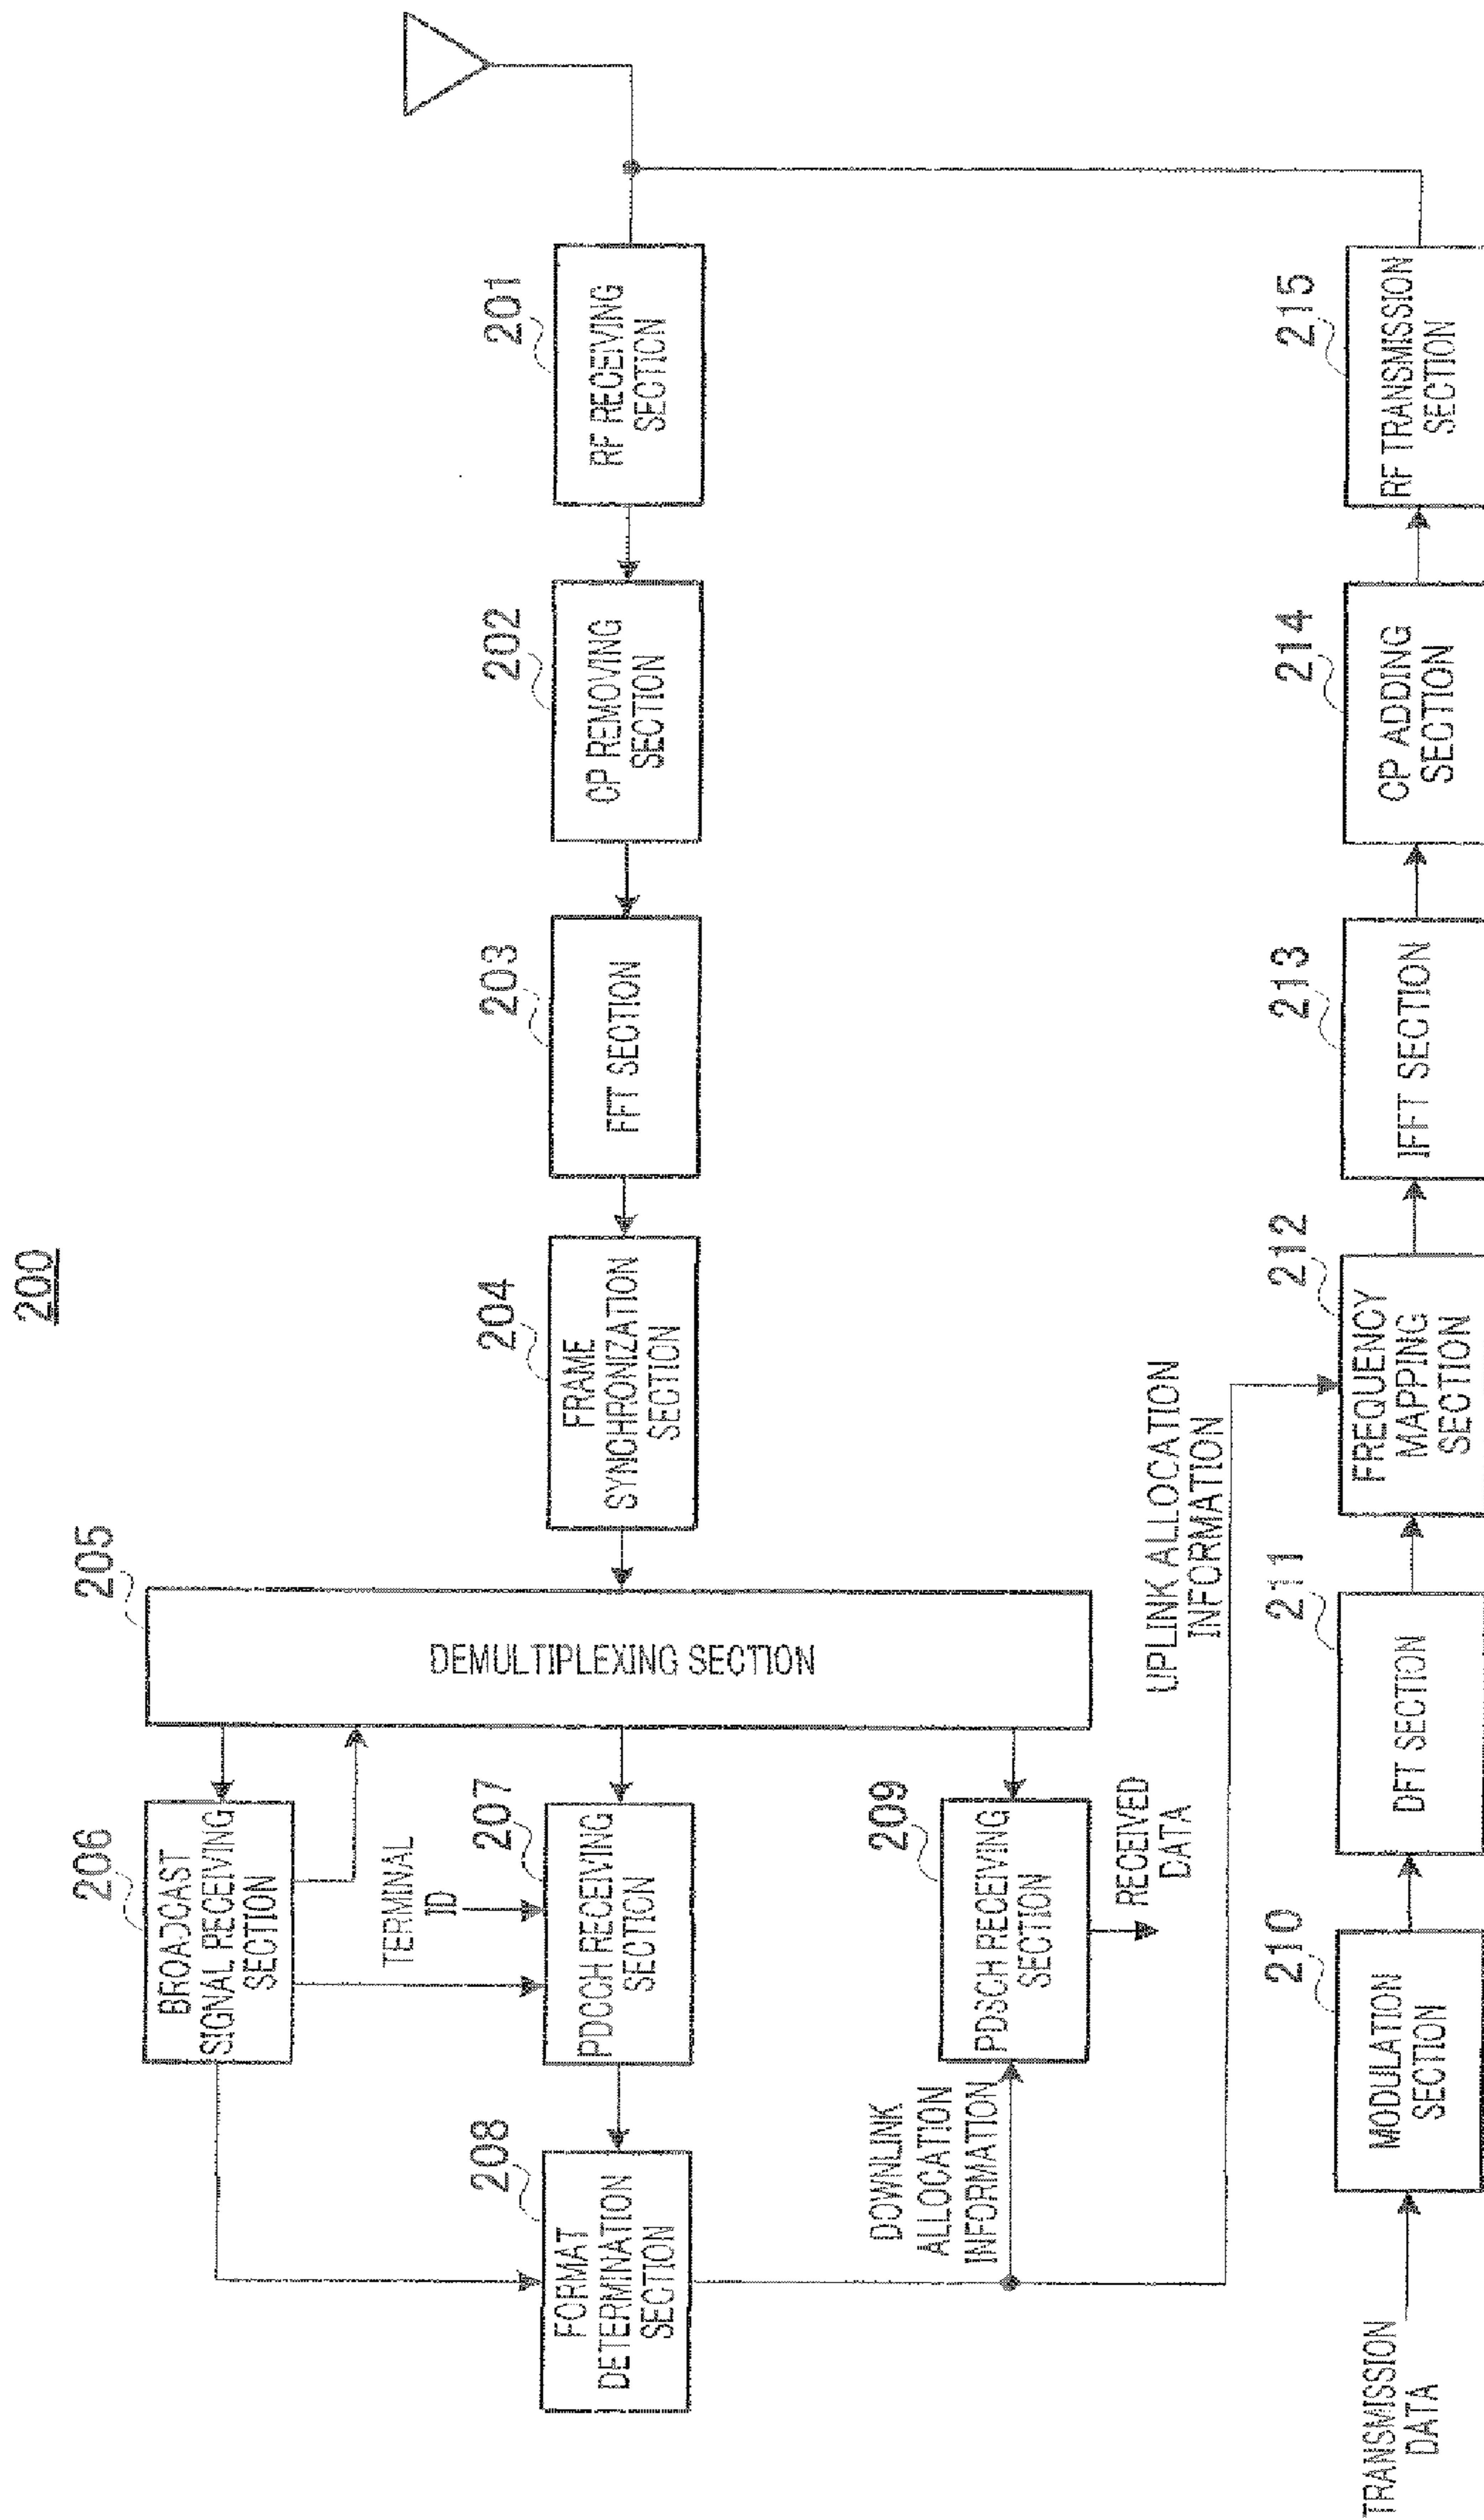 200
201
RF RECEIVING
SECTION
202
CP REMOVING
SECTION
203
FFT SECTION
204
FRAME
SYNCHRONIZATION
SECTION
205
DEMULTIPLEXING SECTION
206
BROADCAST
SIGNAL RECEIVING
SECTION
TERMINAL
ID
207
PDCCH RECEIVING
SECTION
208
FORMAT
DETERMINATION
SECTION
209
PDSCH RECEIVING
SECTION
RECEIVED
DATA
DOWNLINK
ALLOCATION
INFORMATION
UPLINK ALLOCATION
INFORMATION
TRANSMISSION
DATA
210
MODULATION
SECTION
211
DFT SECTION
212
FREQUENCY
MAPPING
SECTION
213
IFFT SECTION
214
CP ADDING
SECTION
215
RF TRANSMISSION
SECTION